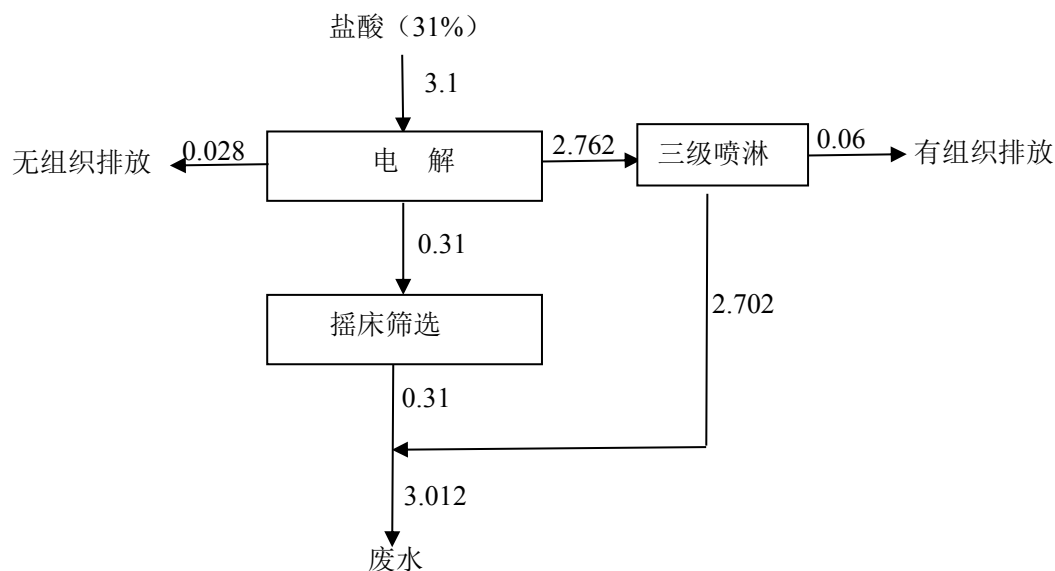 盐酸（31%）
3.1
无组织排放
0.028
电 解
2.762
三级喷淋
0.06
有组织排放
0.31
摇床筛选
2.702
0.31
3.012
废水